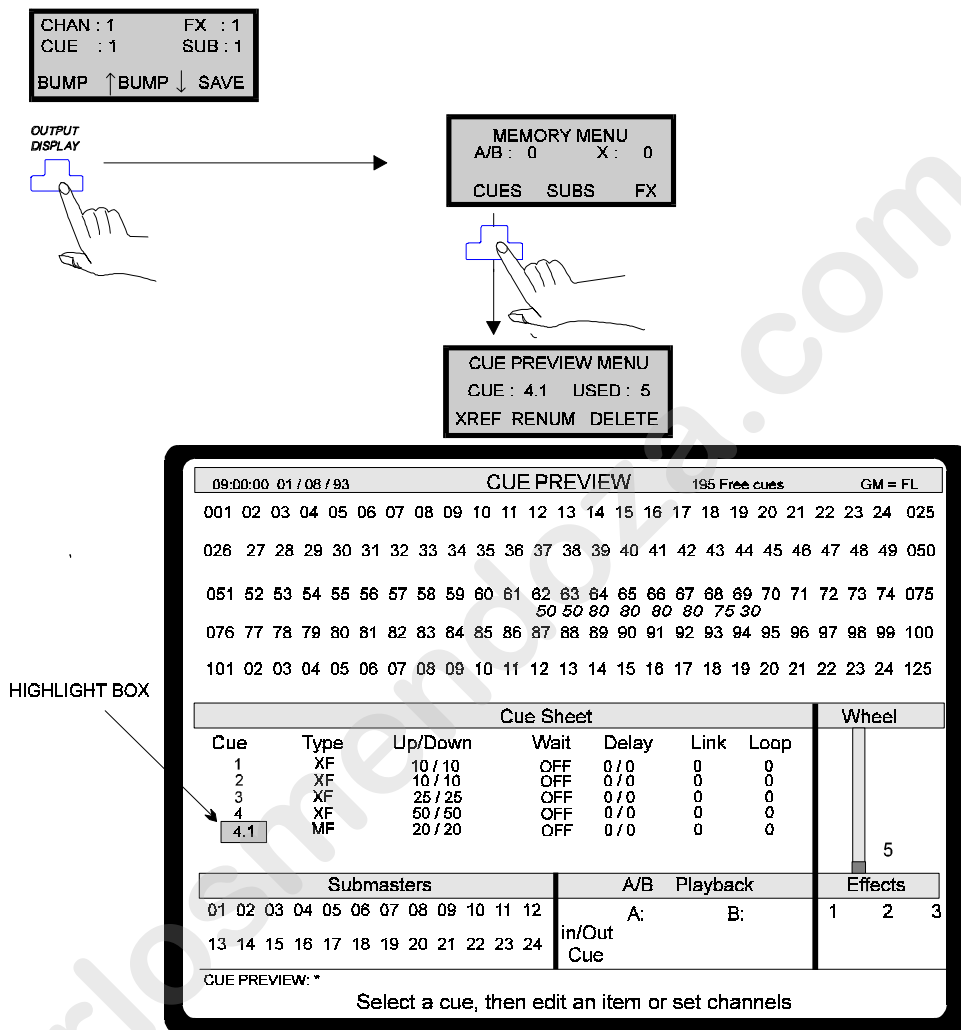 CHAN : 1 FX : 1
CUE : 1 SUB : 1
BUMP ↑ BUMP ↓ SAVE
OUTPUT
DISPLAY
MEMORY MENU
A/B : 0 X : 0
CUES SUBS FX
CUE PREVIEW MENU
CUE : 4.1 USED : 5
XREF RENUM DELETE
09:00:00 01 / 08 / 93 CUE PREVIEW 195 Free cues GM = FL
001 02 03 04 05 06 07 08 09 10 11 12 13 14 15 16 17 18 19 20 21 22 23 24 025
026 27 28 29 30 31 32 33 34 35 36 37 38 39 40 41 42 43 44 45 46 47 48 49 050
051 52 53 54 55 56 57 58 59 60 61 62 63 64 65 66 67 68 69 70 71 72 73 74 075
50 50 80 80 80 80 75 30
076 77 78 79 80 81 82 83 84 85 86 87 88 89 90 91 92 93 94 95 96 97 98 99 100
101 02 03 04 05 06 07 08 09 10 11 12 13 14 15 16 17 18 19 20 21 22 23 24 125
HIGHLIGHT BOX
Cue Sheet Wheel
Cue Type Up/Down Wait Delay Link Loop
1 XF 10 / 10 OFF 0 / 0 0 0
2 XF 10 / 10 OFF 0 / 0 0 0
3 XF 25 / 25 OFF 0 / 0 0 0
4 XF 50 / 50 OFF 0 / 0 0 0
4.1 MF 20 / 20 OFF 0 / 0 0 0
5
Submasters A/B Playback Effects
01 02 03 04 05 06 07 08 09 10 11 12 A: B: 1 2 3
in/Out
13 14 15 16 17 18 19 20 21 22 23 24 Cue
CUE PREVIEW: *
Select a cue, then edit an item or set channels
rlosmendoza.com